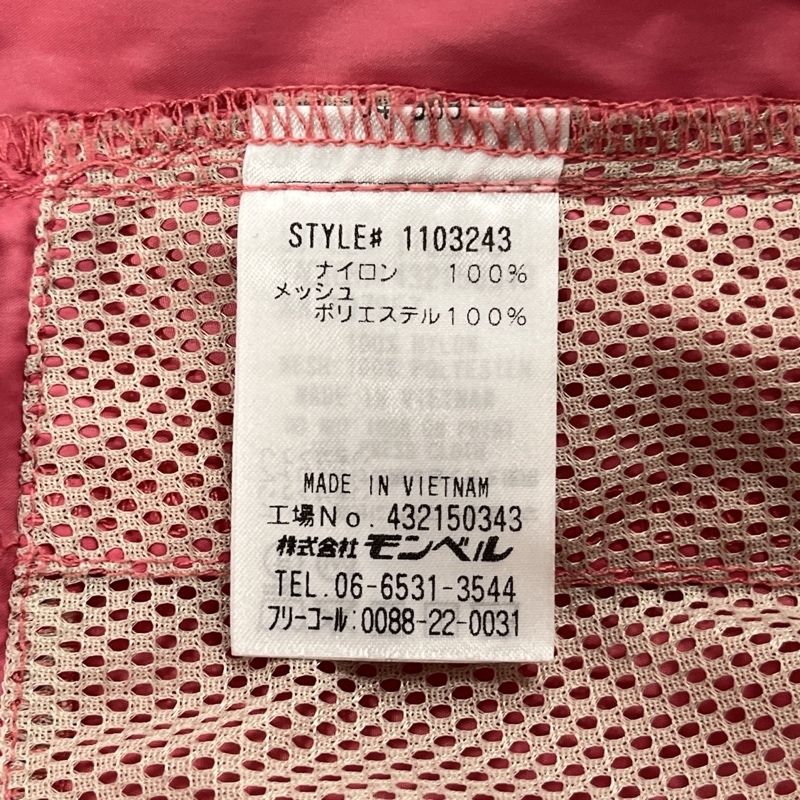 STYLE# 1103243
ナイロン 100%
メッシュ
ポリエステル100%
MADE IN VIETNAM
工場No. 432150343
株式会社 モンベル
TEL.06-6531-3544
フリーコール:0088-22-0031